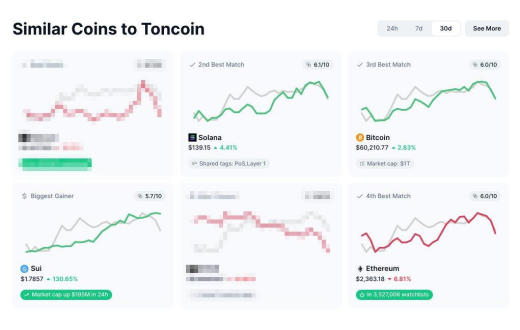 Similar Coins to Toncoin
24h 7d 30d See More
2nd Best Match 6.1/10
Solana
$139.15 4.41%
Shared tags: PoS,Layer 1
3rd Best Match 6.0/10
Bitcoin
$60,210.77 2.83%
Market cap: $1T
Biggest Gainer 5.7/10
Sui
$1.7857 130.65%
Market cap up $195M in 24h
4th Best Match 6.0/10
Ethereum
$2,363.18 6.81%
In 3,527,006 watchlists